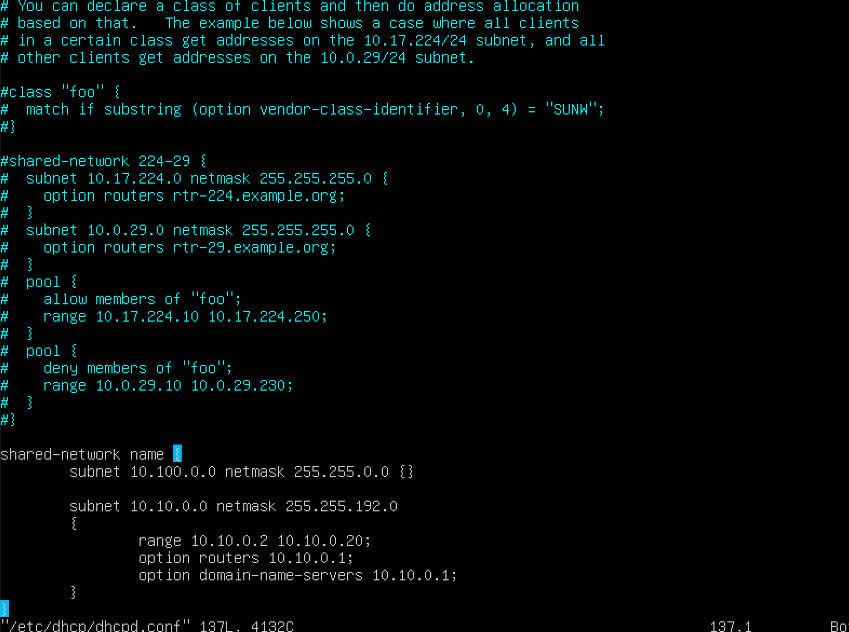 # You can declare a class of clients and then do address allocation
# based on that.   The example below shows a case where all clients
# in a certain class get addresses on the 10.17.224/24 subnet, and all
# other clients get addresses on the 10.0.29/24 subnet.

#class "foo" {
#  match if substring (option vendor-class-identifier, 0, 4) = "SUNW";
#}

#shared-network 224-29 {
#  subnet 10.17.224.0 netmask 255.255.255.0 {
#    option routers rtr-224.example.org;
#  }
#  subnet 10.0.29.0 netmask 255.255.255.0 {
#    option routers rtr-29.example.org;
#  }
#  pool {
#    allow members of "foo";
#    range 10.17.224.10 10.17.224.250;
#  }
#  pool {
#    deny members of "foo";
#    range 10.0.29.10 10.0.29.230;
#  }
#}

shared-network name {
        subnet 10.100.0.0 netmask 255.255.0.0 {}

        subnet 10.10.0.0 netmask 255.255.192.0
        {
                range 10.10.0.2 10.10.0.20;
                option routers 10.10.0.1;
                option domain-name-servers 10.10.0.1;
        }
}
"/etc/dhcp/dhcpd.conf" 137L, 4132C 137,1 Bo